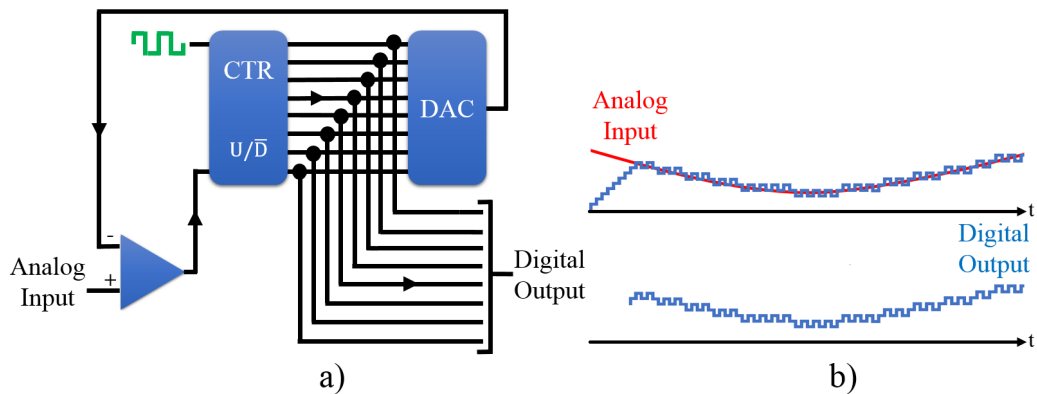 CTR
U/D̅
DAC
-
+
Analog
Input
Digital
Output
a)
Analog
Input
t
Digital
Output
t
b)